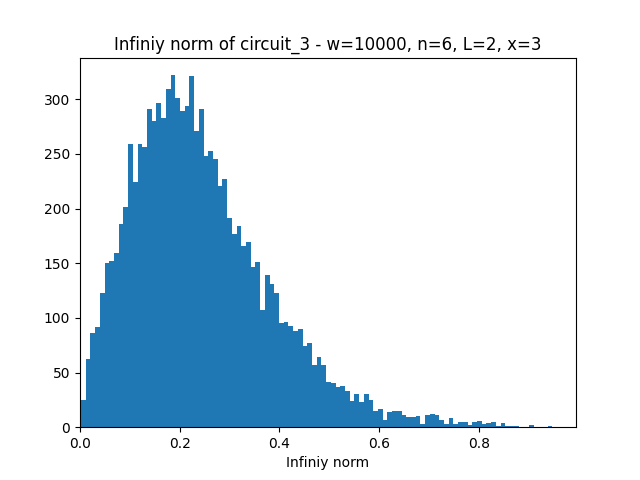 Infiniy norm of circuit_3 - w=10000, n=6, L=2, x=3
300
250
200
150
100
50
0
0.0 0.2 0.4 0.6 0.8
Infiniy norm